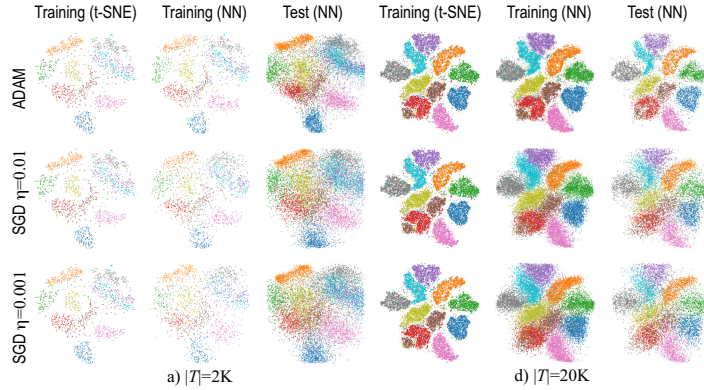 Training (t-SNE) Training (NN) Test (NN) Training (t-SNE) Training (NN) Test (NN)
ADAM
SGD η=0.01
SGD η=0.001
a) |T|=2K d) |T|=20K